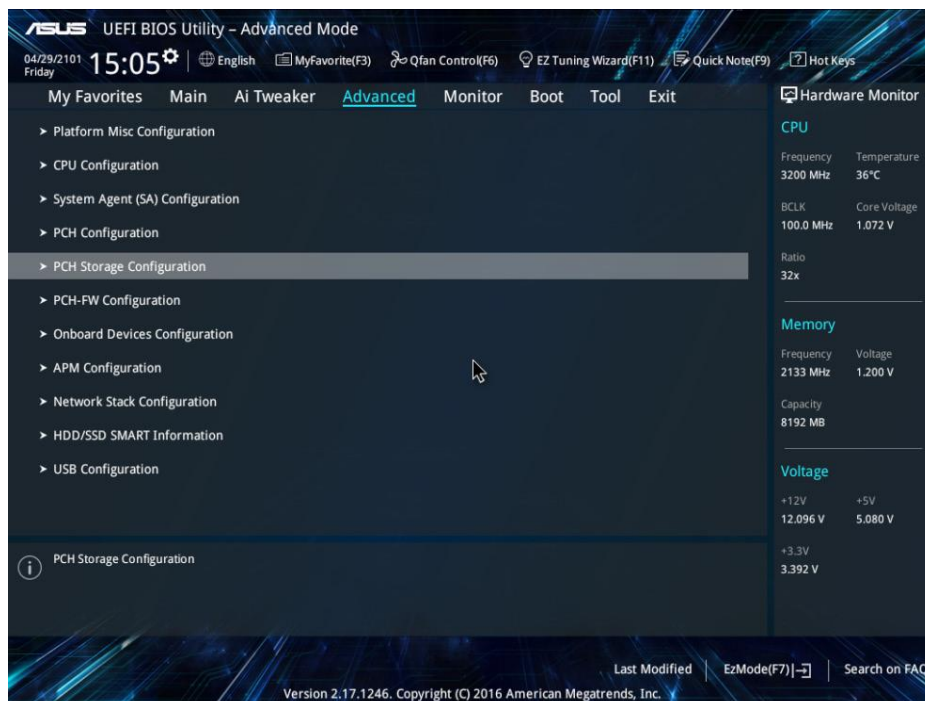 ASUS UEFI BIOS Utility – Advanced Mode
04/29/2101 Friday 15:05 English MyFavorite(F3) Qfan Control(F6) EZ Tuning Wizard(F11) Quick Note(F9) Hot Keys
My Favorites Main Ai Tweaker Advanced Monitor Boot Tool Exit
Platform Misc Configuration
CPU Configuration
System Agent (SA) Configuration
PCH Configuration
PCH Storage Configuration
PCH-FW Configuration
Onboard Devices Configuration
APM Configuration
Network Stack Configuration
HDD/SSD SMART Information
USB Configuration
PCH Storage Configuration
Hardware Monitor
CPU
Frequency Temperature
3200 MHz 36°C
BCLK Core Voltage
100.0 MHz 1.072 V
Ratio
32x
Memory
Frequency Voltage
2133 MHz 1.200 V
Capacity
8192 MB
Voltage
+12V +5V
12.096 V 5.080 V
+3.3V
3.392 V
Last Modified EzMode(F7) Search on FAQ
Version 2.17.1246. Copyright (C) 2016 American Megatrends, Inc.